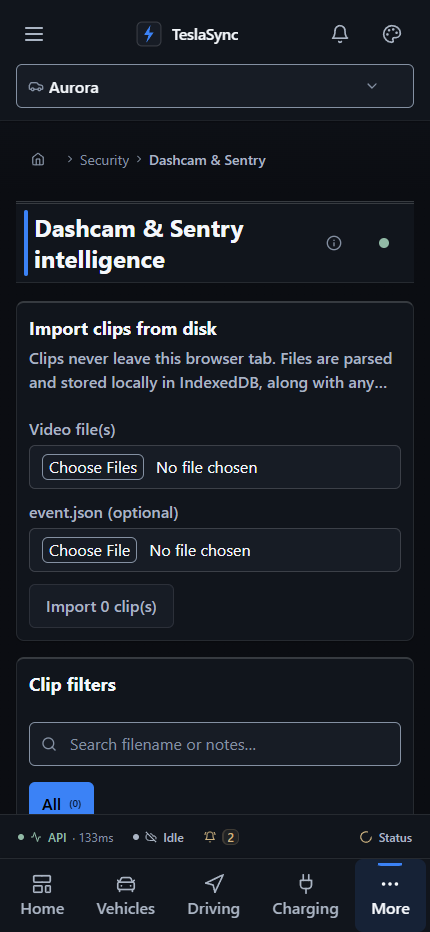 TeslaSync
Aurora
Security
Dashcam & Sentry
Dashcam & Sentry
intelligence
Import clips from disk
Clips never leave this browser tab. Files are parsed
and stored locally in IndexedDB, along with any...
Video file(s)
Choose Files No file chosen
event.json (optional)
Choose File No file chosen
Import 0 clip(s)
Clip filters
Search filename or notes...
All (0)
API · 133ms Idle 2 Status
Home Vehicles Driving Charging More